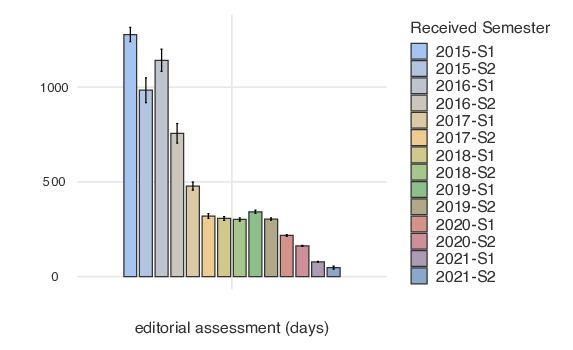 Received Semester
2015-S1
2015-S2
2016-S1
2016-S2
2017-S1
2017-S2
2018-S1
2018-S2
2019-S1
2019-S2
2020-S1
2020-S2
2021-S1
2021-S2
1000
500
0
editorial assessment (days)